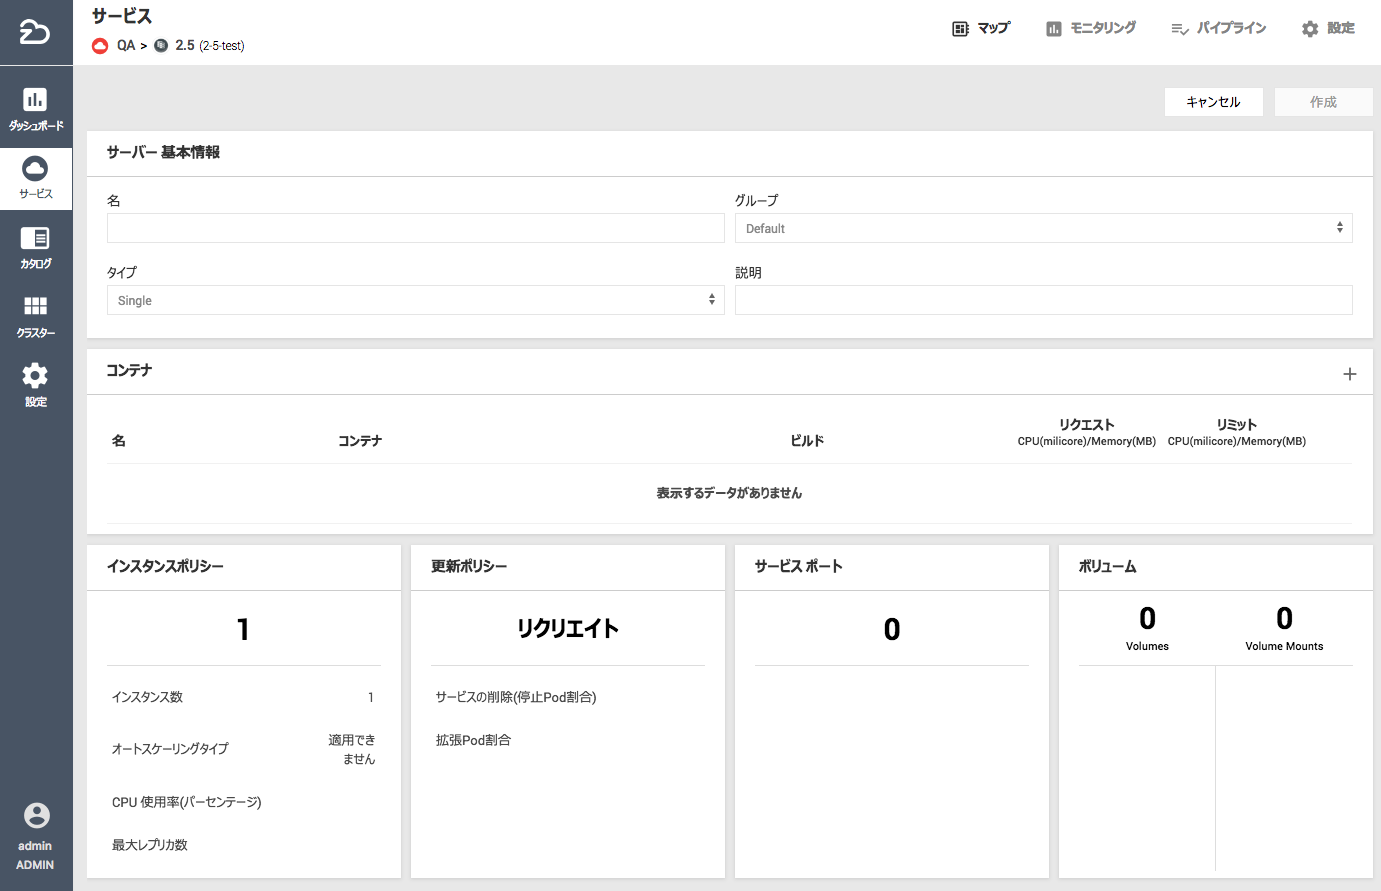 サービス
QA > 2.5 (2-5-test)
マップ
モニタリング
パイプライン
設定
ダッシュボード
サービス
カタログ
クラスター
設定
admin
ADMIN
キャンセル
作成
サーバー 基本情報
名
グループ
Default
タイプ
説明
Single
コンテナ
名
コンテナ
ビルド
リクエスト
CPU(milicore)/Memory(MB)
リミット
CPU(milicore)/Memory(MB)
表示するデータがありません
インスタンスポリシー
1
インスタンス数
1
オートスケーリングタイプ
適用でき
ません
CPU 使用率(パーセンテージ)
最大レプリカ数
更新ポリシー
リクリエイト
サービスの削除(停止Pod割合)
拡張Pod割合
サービス ポート
0
ボリューム
0
Volumes
0
Volume Mounts